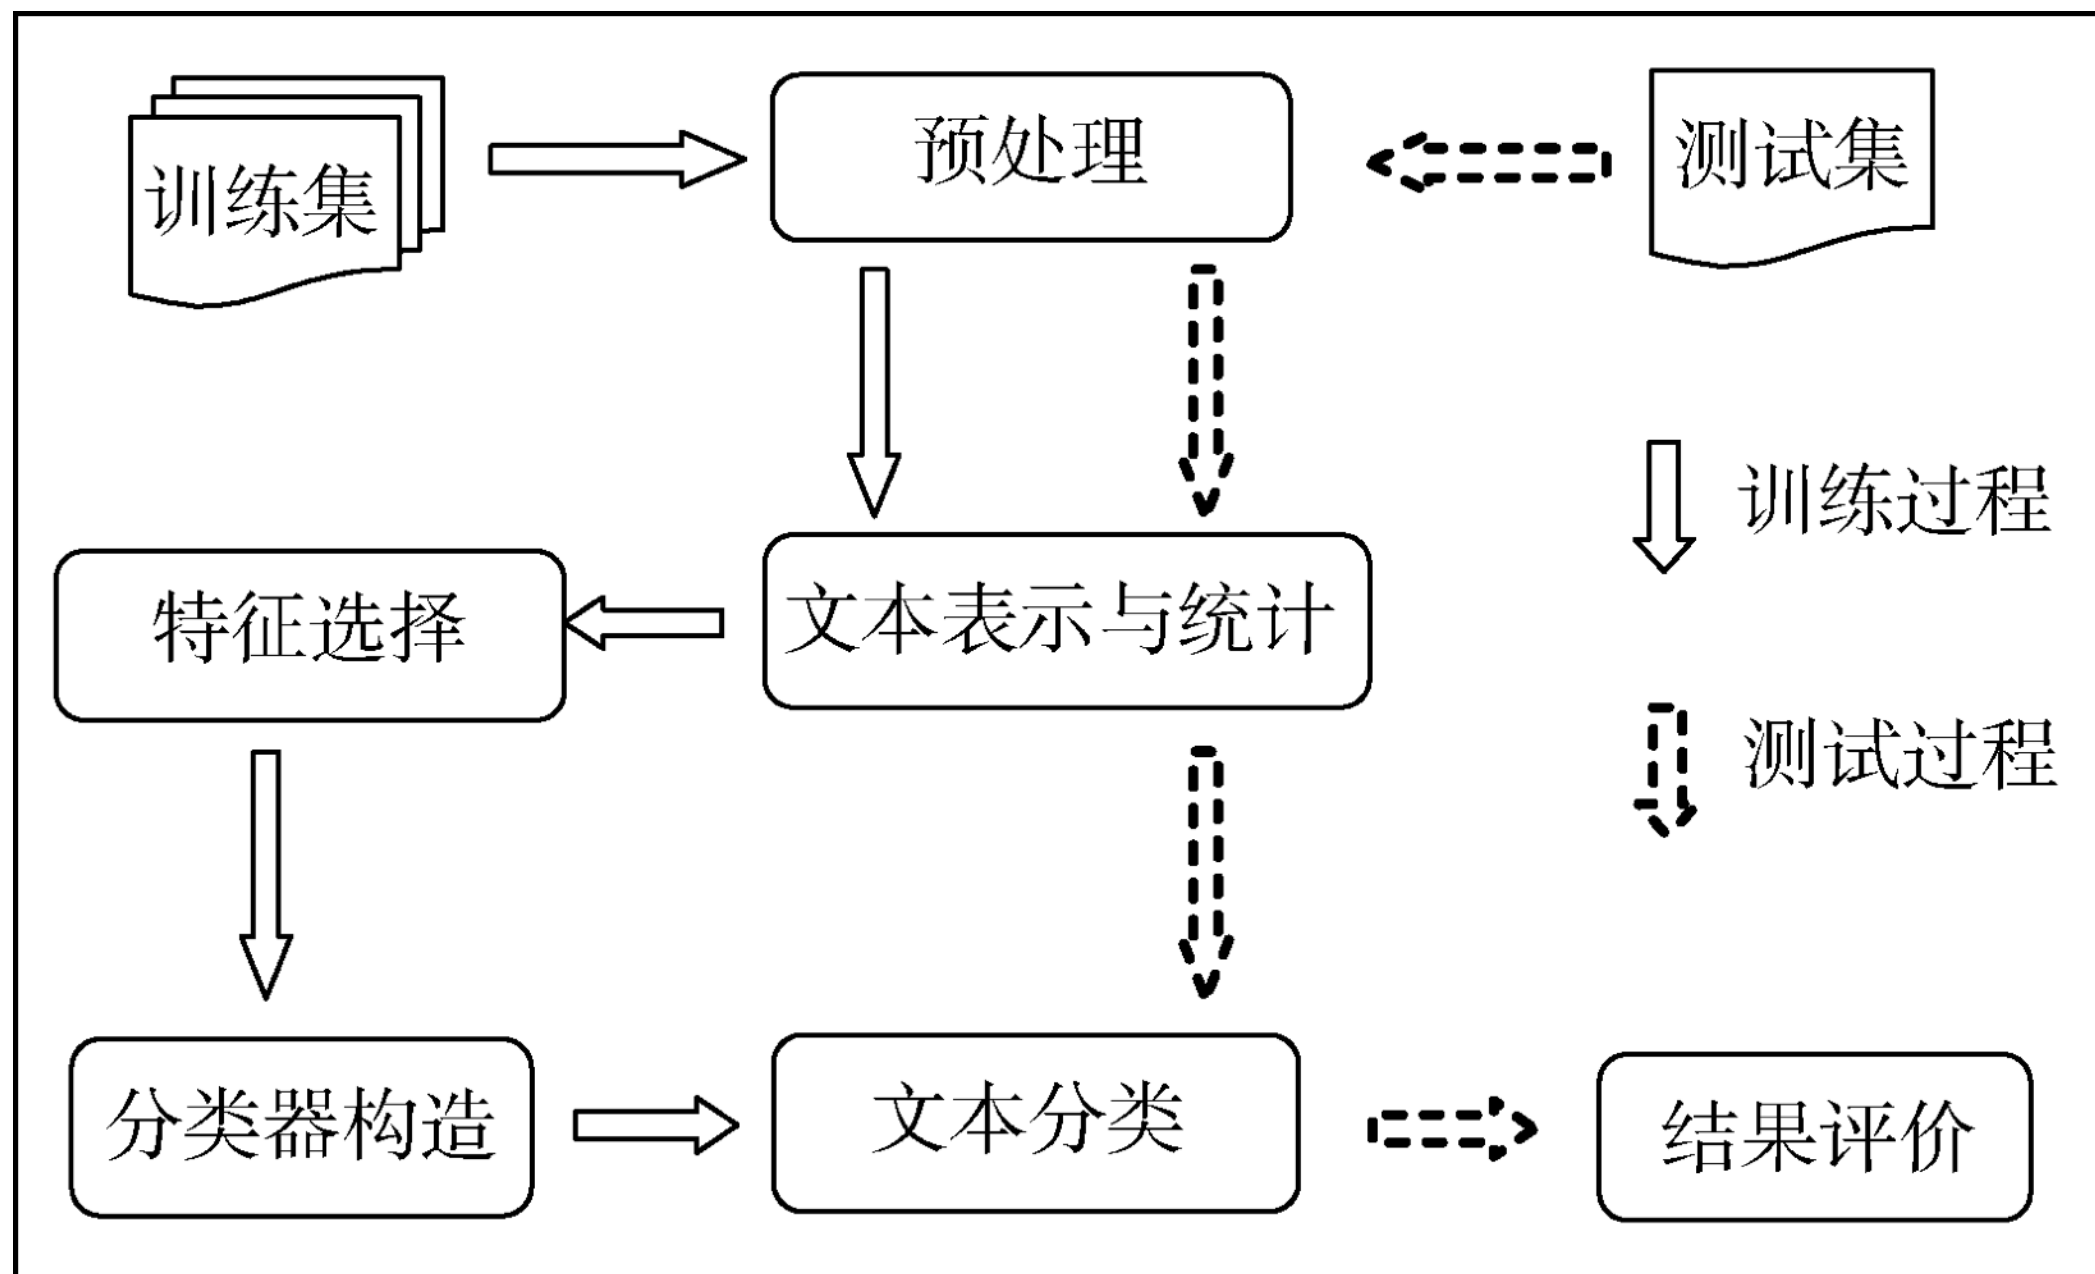 训练集
预处理
测试集
训练过程
特征选择
文本表示与统计
测试过程
分类器构造
文本分类
结果评价